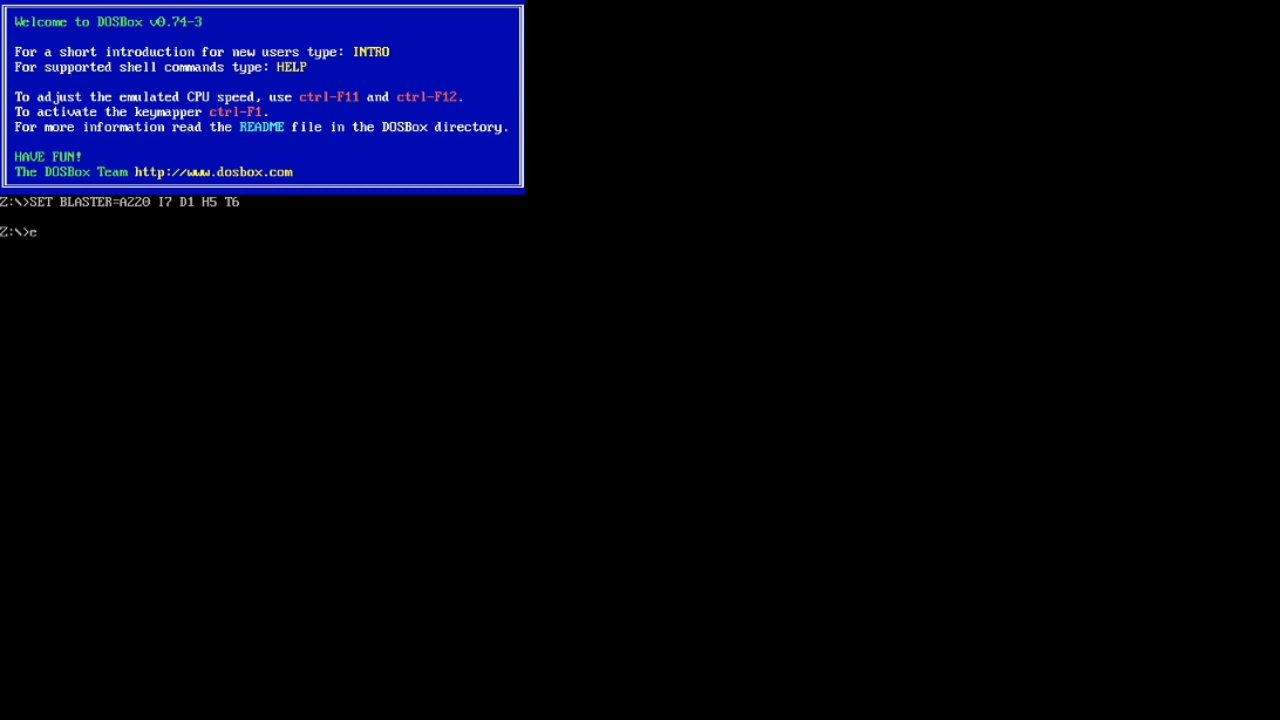 Welcome to DOSBox v0.74-3
For a short introduction for new users type: INTRO
For supported shell commands type: HELP
To adjust the emulated CPU speed, use ctrl-F11 and ctrl-F12.
To activate the keymapper ctrl-F1.
For more information read the README file in the DOSBox directory.
HAVE FUN!
The DOSBox Team http://www.dosbox.com
Z:\>SET BLASTER=A220 I7 D1 H5 T6
Z:\>e